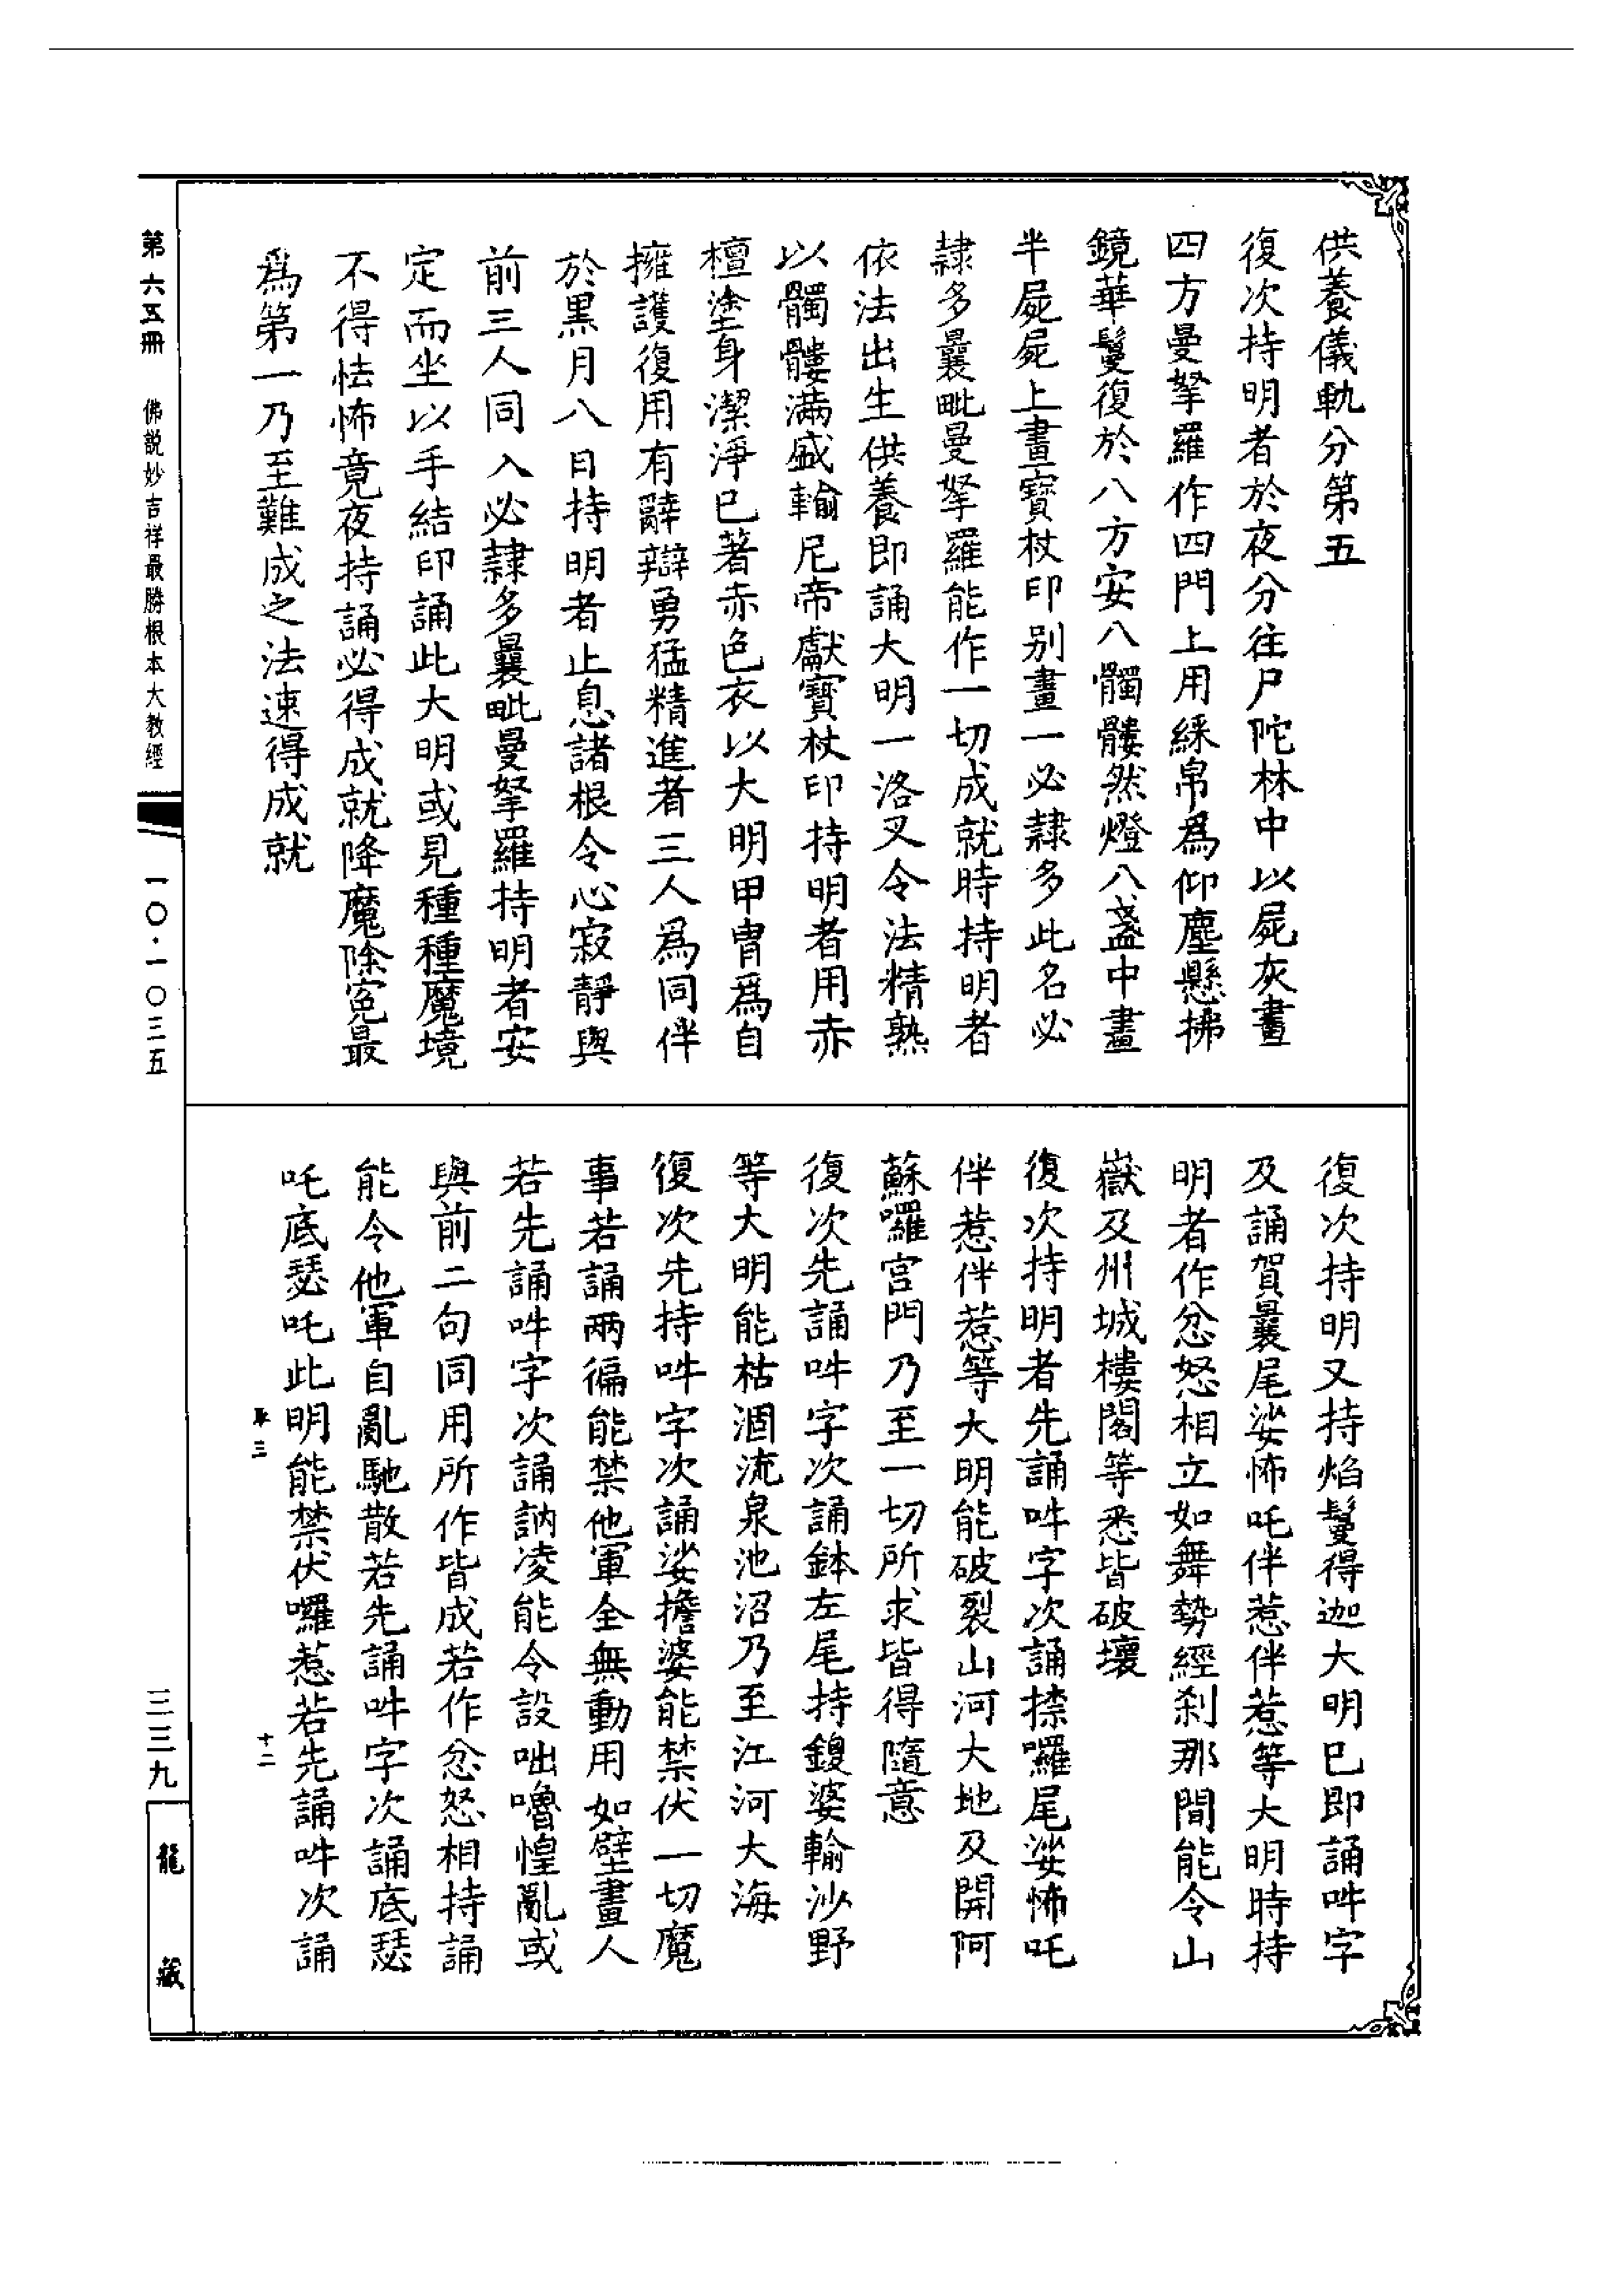 供養儀軌分第五
復次持明者於夜分往尸陀林中以屍灰畫
四方曼拏羅作四門上用綵帛爲仰塵懸拂
鏡華鬘復於八方安八髑髏然燈八盞中畫
半屍屍上畫寶杖印别畫一必隷多此名必
隷多曩毗曼拏羅能作一切成就時持明者
依法出生供養即誦大明一洛叉令法精熟
以髑髏滿盛輸尼帝獻寶杖印持明者用赤
檀塗身潔淨已著赤色衣以大明甲胄爲自
擁護復用有辭辯勇猛精進者三人爲同伴
於黒月八日持明者止息諸根令心寂靜與
前三人同入必隷多曩毗曼拏羅持明者安
定而坐以手結印誦此大明或見種種魔境
不得怯怖竟夜持誦必得成就降魔除寃最
爲第一乃至難成之法速得成就
復次持明又持焰鬘得迦大明已即誦吽字
及誦賀曩尾娑怖吒伴惹伴惹等大明時持
明者作忿怒相立如舞勢經刹那間能令山
嶽及州城樓閣等悉皆破壞
復次持明者先誦吽字次誦捺囉尾娑怖吒
伴惹伴惹等大明能破裂山河大地及開阿
蘇囉宫門乃至一切所求皆得隨意
復次先誦吽字次誦鉢左尾持鎫婆輸沙野
等大明能枯涸流泉池沼乃至江河大海
復次先持吽字次誦娑擔婆能禁伏一切魔
事若誦兩徧能禁他軍全無動用如壁畫人
若先誦吽字次誦訥凌能令設咄嚕惶亂或
與前二句同用所作皆成若作忿怒相持誦
能令他軍自亂馳散若先誦吽字次誦底瑟
吒底瑟吒此明能禁伏囉惹若先誦吽次誦
三
十二
第六五冊　佛説妙吉祥最勝根本大教經
一〇·一〇三五
三三九
龍藏